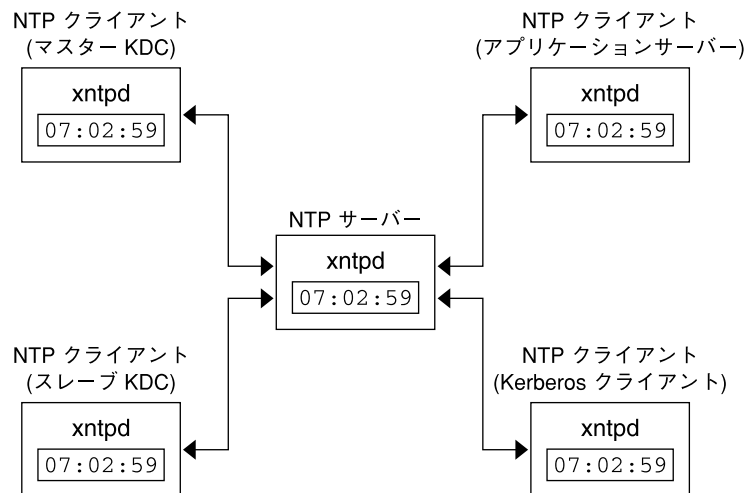 NTP クライアント
(マスター KDC)
xntpd
07:02:59
NTP クライアント
(アプリケーションサーバー)
xntpd
07:02:59
NTP サーバー
xntpd
07:02:59
NTP クライアント
(スレーブ KDC)
xntpd
07:02:59
NTP クライアント
(Kerberos クライアント)
xntpd
07:02:59